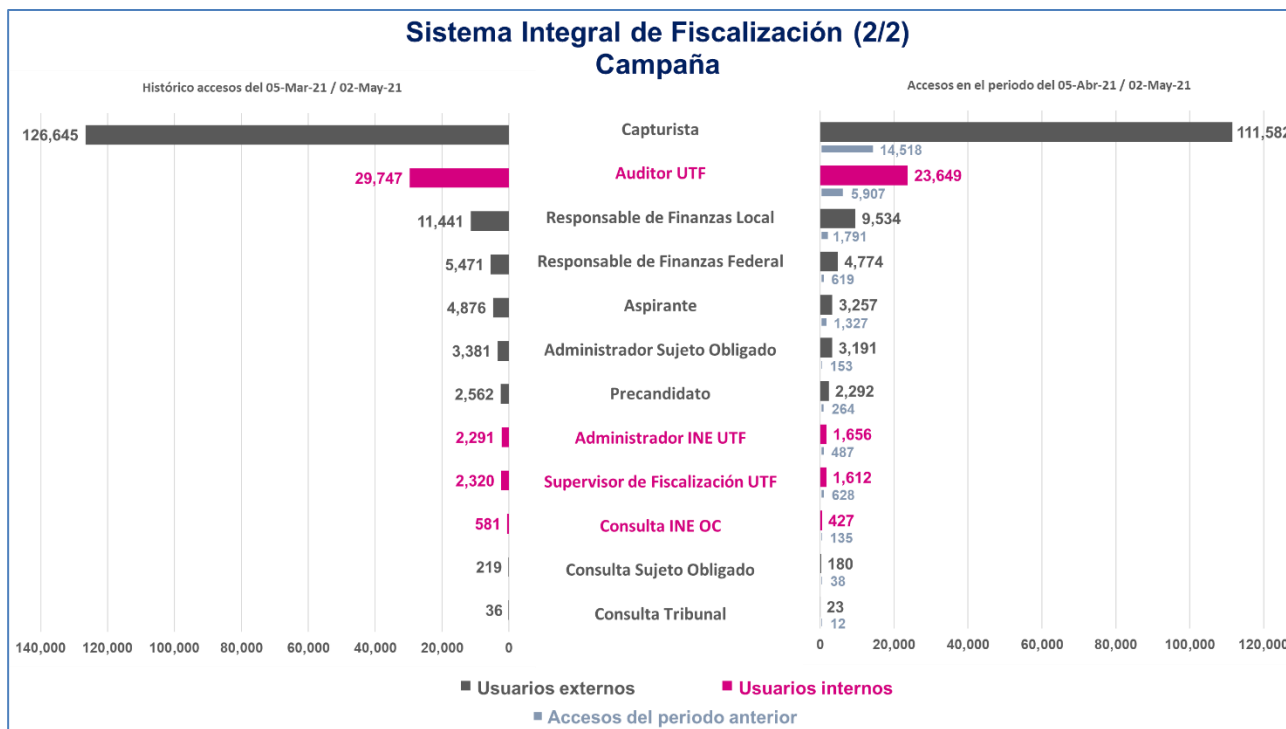 Sistema Integral de Fiscalización (2/2)
Campaña
Histórico accesos del 05-Mar-21 / 02-May-21
Accesos en el periodo del 05-Abr-21 / 02-May-21
126,645 Capturista 111,582
14,518
29,747 Auditor UTF 23,649
5,907
11,441 Responsable de Finanzas Local 9,534
1,791
5,471 Responsable de Finanzas Federal 4,774
619
4,876 Aspirante 3,257
1,327
3,381 Administrador Sujeto Obligado 3,191
153
2,562 Precandidato 2,292
264
2,291 Administrador INE UTF 1,656
487
2,320 Supervisor de Fiscalización UTF 1,612
628
581 Consulta INE OC 427
135
219 Consulta Sujeto Obligado 180
38
36 Consulta Tribunal 23
12
140,000 120,000 100,000 80,000 60,000 40,000 20,000 0
0 20,000 40,000 60,000 80,000 100,000 120,000
Usuarios externos Usuarios internos
Accesos del periodo anterior